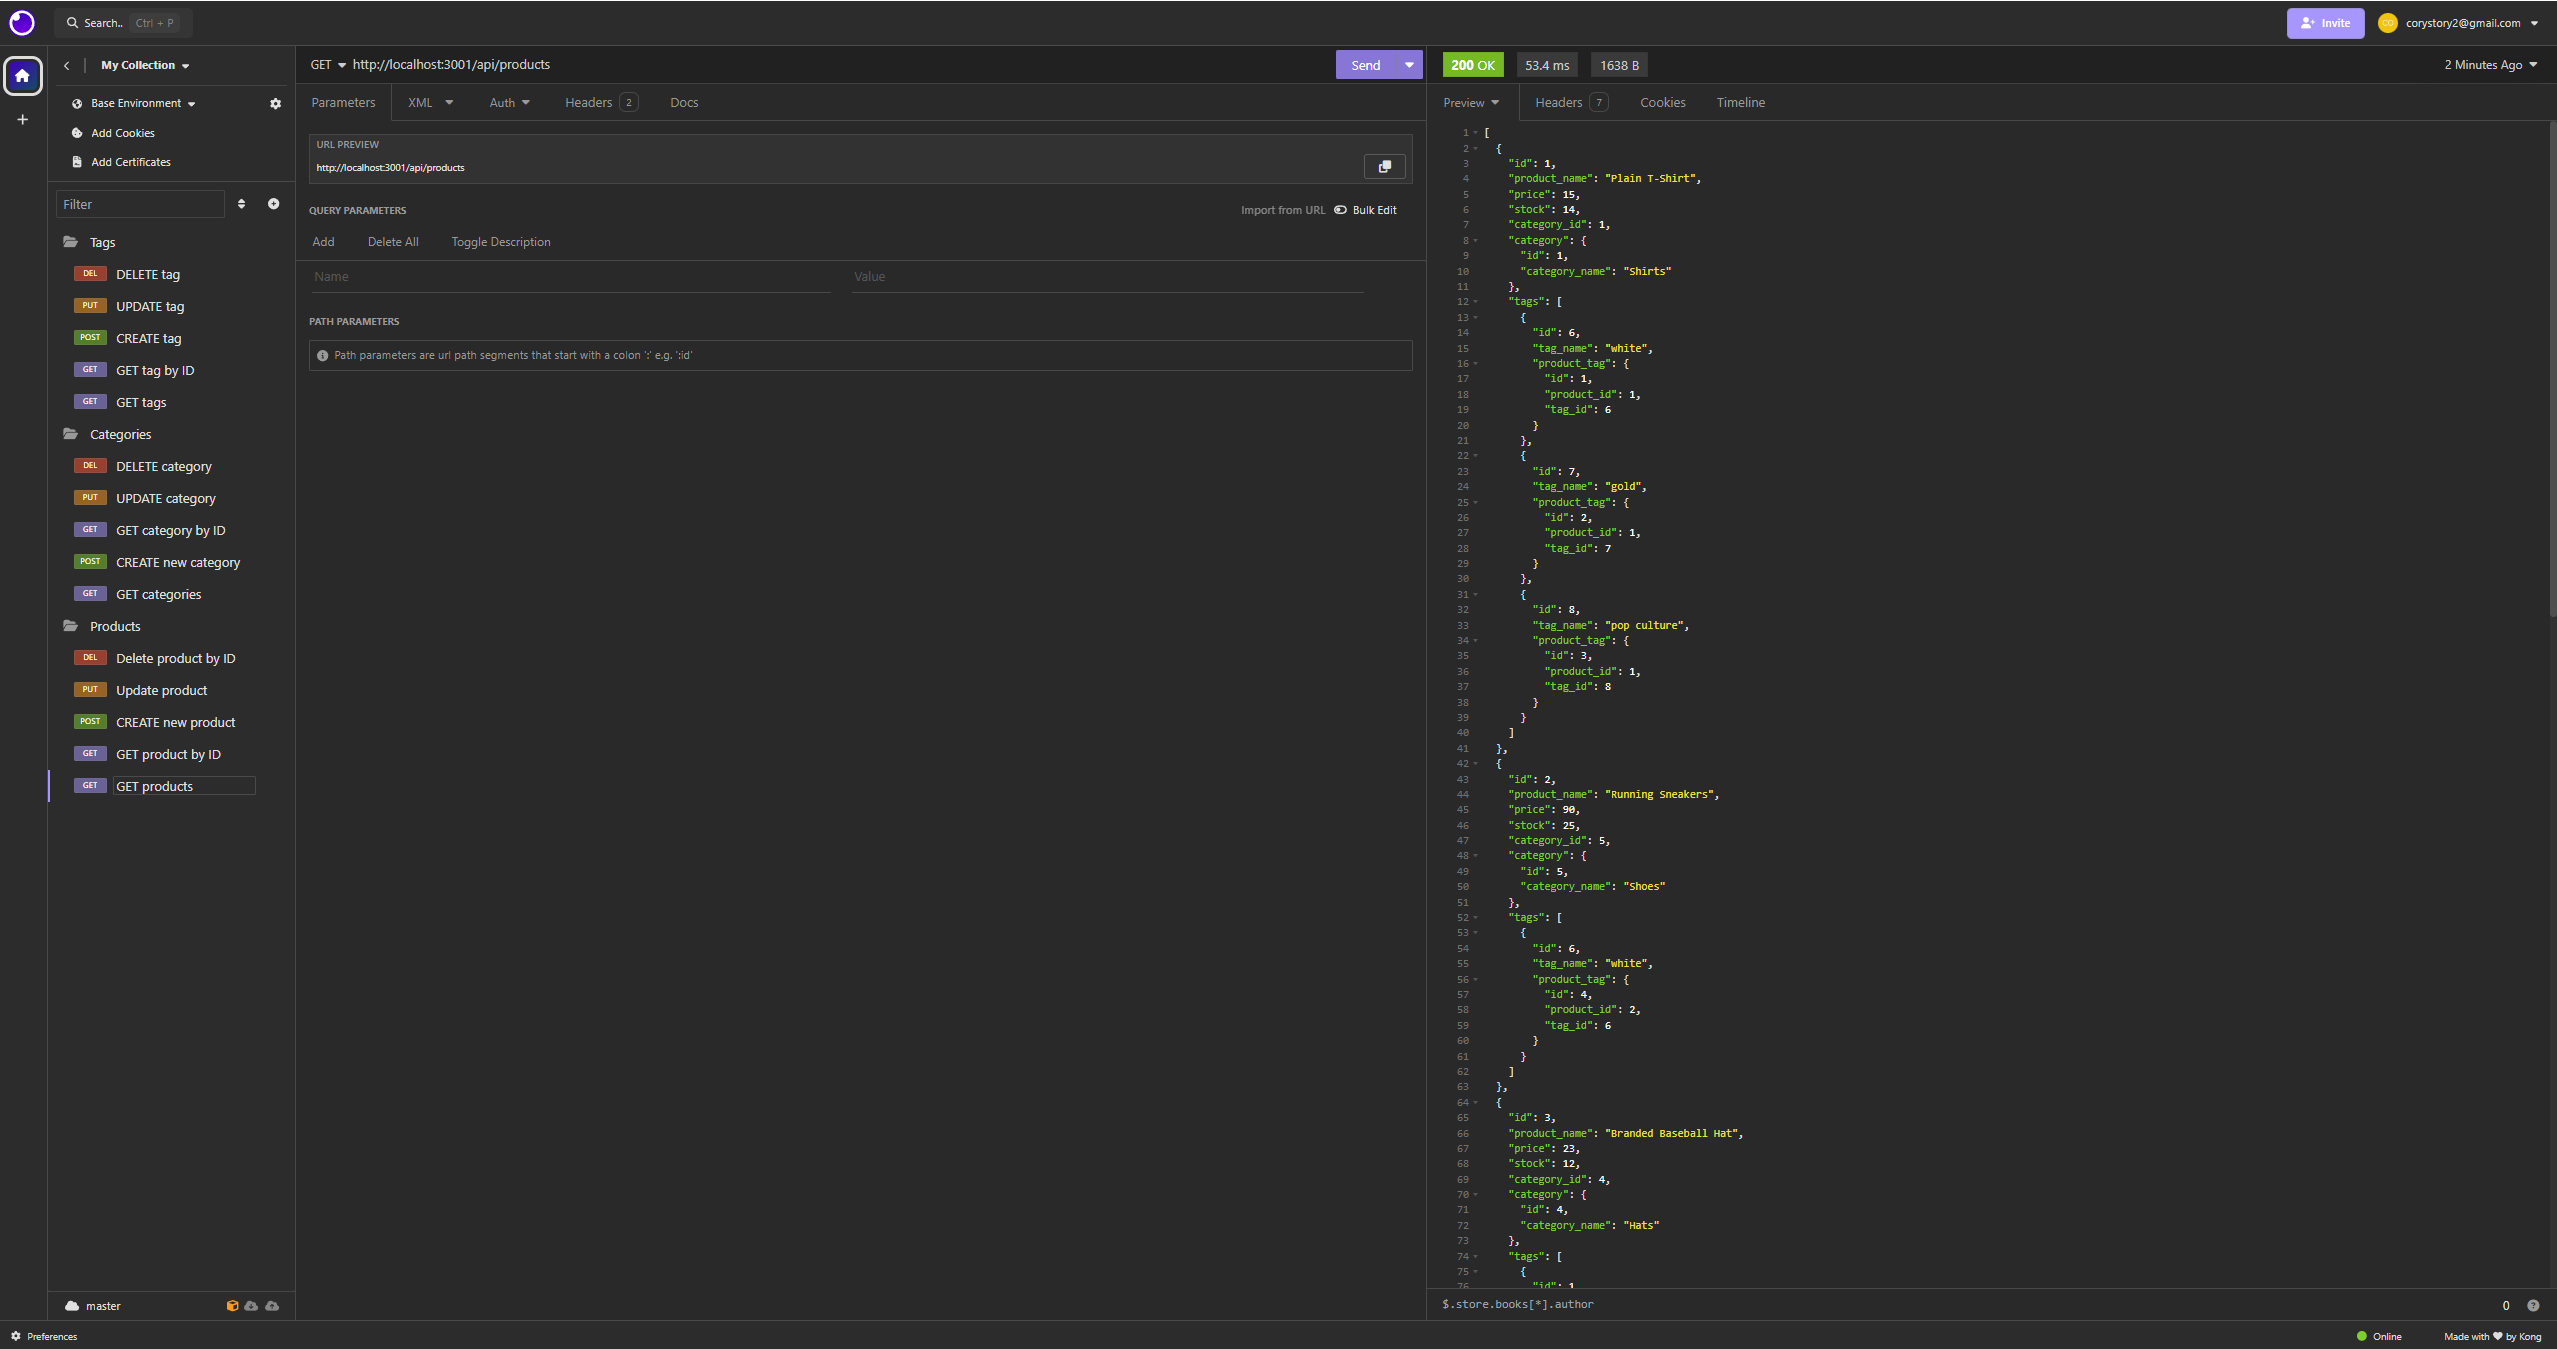 Search.. Ctrl + P
Invite
CO corystory2@gmail.com
My Collection
Base Environment
Add Cookies
Add Certificates
Filter
Tags
DEL DELETE tag
PUT UPDATE tag
POST CREATE tag
GET GET tag by ID
GET GET tags
Categories
DEL DELETE category
PUT UPDATE category
GET GET category by ID
POST CREATE new category
GET GET categories
Products
DEL Delete product by ID
PUT Update product
POST CREATE new product
GET GET product by ID
GET GET products
master
Preferences
GET http://localhost:3001/api/products
Send
Parameters XML Auth Headers 2 Docs
URL PREVIEW
http://localhost:3001/api/products
QUERY PARAMETERS Import from URL Bulk Edit
Add Delete All Toggle Description
Name Value
PATH PARAMETERS
Path parameters are url path segments that start with a colon ':' e.g. ':id'
200 OK 53.4 ms 1638 B 2 Minutes Ago
Preview Headers 7 Cookies Timeline
1 [
2 {
3 "id": 1,
4 "product_name": "Plain T-Shirt",
5 "price": 15,
6 "stock": 14,
7 "category_id": 1,
8 "category": {
9 "id": 1,
10 "category_name": "Shirts"
11 },
12 "tags": [
13 {
14 "id": 6,
15 "tag_name": "white",
16 "product_tag": {
17 "id": 1,
18 "product_id": 1,
19 "tag_id": 6
20 }
21 },
22 {
23 "id": 7,
24 "tag_name": "gold",
25 "product_tag": {
26 "id": 2,
27 "product_id": 1,
28 "tag_id": 7
29 }
30 },
31 {
32 "id": 8,
33 "tag_name": "pop culture",
34 "product_tag": {
35 "id": 3,
36 "product_id": 1,
37 "tag_id": 8
38 }
39 }
40 ]
41 },
42 {
43 "id": 2,
44 "product_name": "Running Sneakers",
45 "price": 90,
46 "stock": 25,
47 "category_id": 5,
48 "category": {
49 "id": 5,
50 "category_name": "Shoes"
51 },
52 "tags": [
53 {
54 "id": 6,
55 "tag_name": "white",
56 "product_tag": {
57 "id": 4,
58 "product_id": 2,
59 "tag_id": 6
60 }
61 }
62 ]
63 },
64 {
65 "id": 3,
66 "product_name": "Branded Baseball Hat",
67 "price": 23,
68 "stock": 12,
69 "category_id": 4,
70 "category": {
71 "id": 4,
72 "category_name": "Hats"
73 },
74 "tags": [
75 {
76 "id": 1
$.store.books[*].author 0
Online Made with by Kong